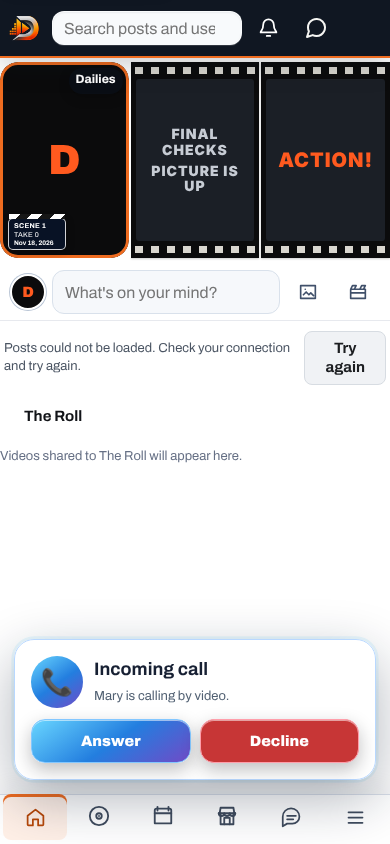 Search posts and use
Dailies
D
SCENE 1
TAKE 0
Nov 18, 2026
FINAL
CHECKS
PICTURE IS
UP
ACTION!
D
What's on your mind?
Posts could not be loaded. Check your connection
and try again.
Try
again
The Roll
Videos shared to The Roll will appear here.
Incoming call
Mary is calling by video.
Answer
Decline